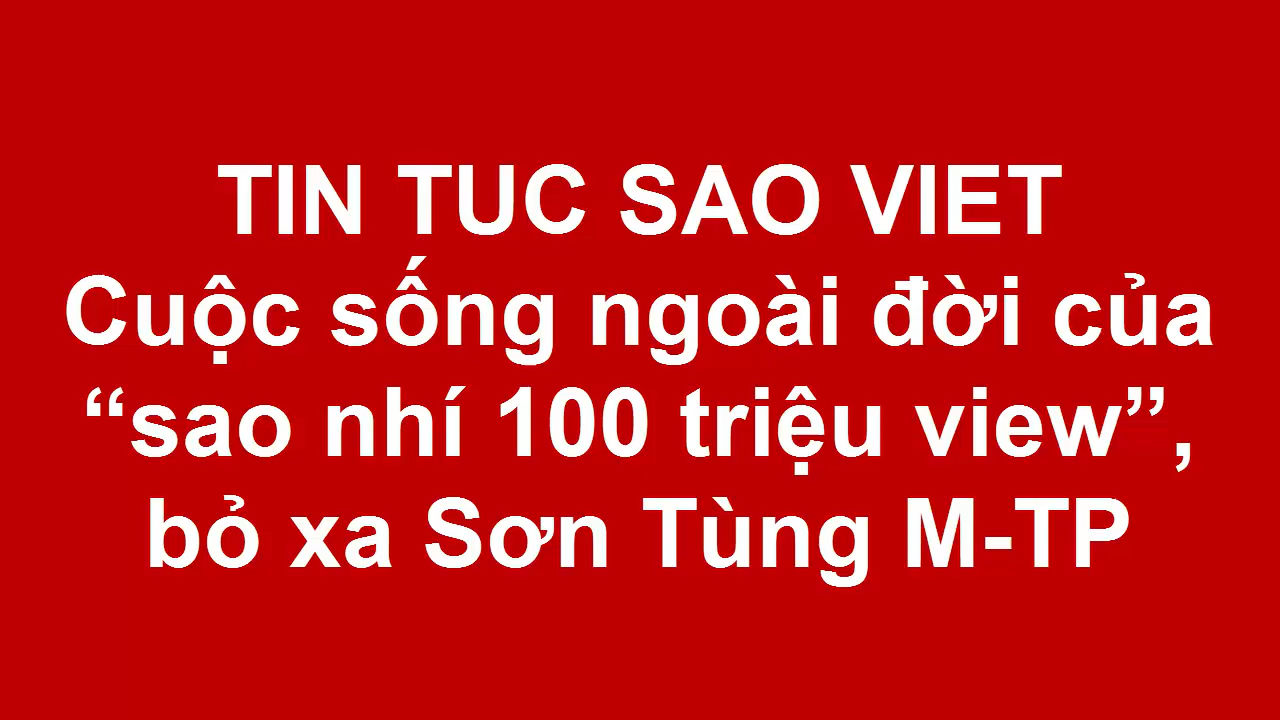 TIN TUC SAO VIET
Cuộc sống ngoài đời của
“sao nhí 100 triệu view”,
bỏ xa Sơn Tùng M-TP